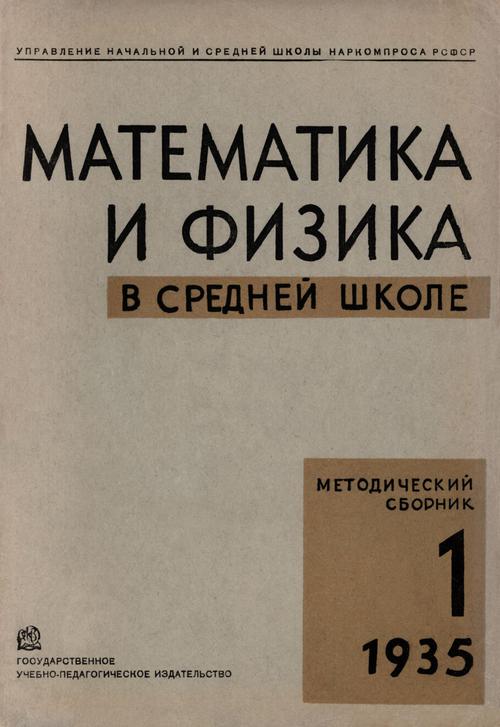 УПРАВЛЕНИЕ НАЧАЛЬНОЙ И СРЕДНЕЙ ШКОЛЫ НАРКОМПРОСА РСФСР
МАТЕМАТИКА
И ФИЗИКА
В СРЕДНЕЙ ШКОЛЕ
МЕТОДИЧЕСКИЙ
СБОРНИК
1
1935
ГОСУДАРСТВЕННОЕ
УЧЕБНО-ПЕДАГОГИЧЕСКОЕ ИЗДАТЕЛЬСТВО